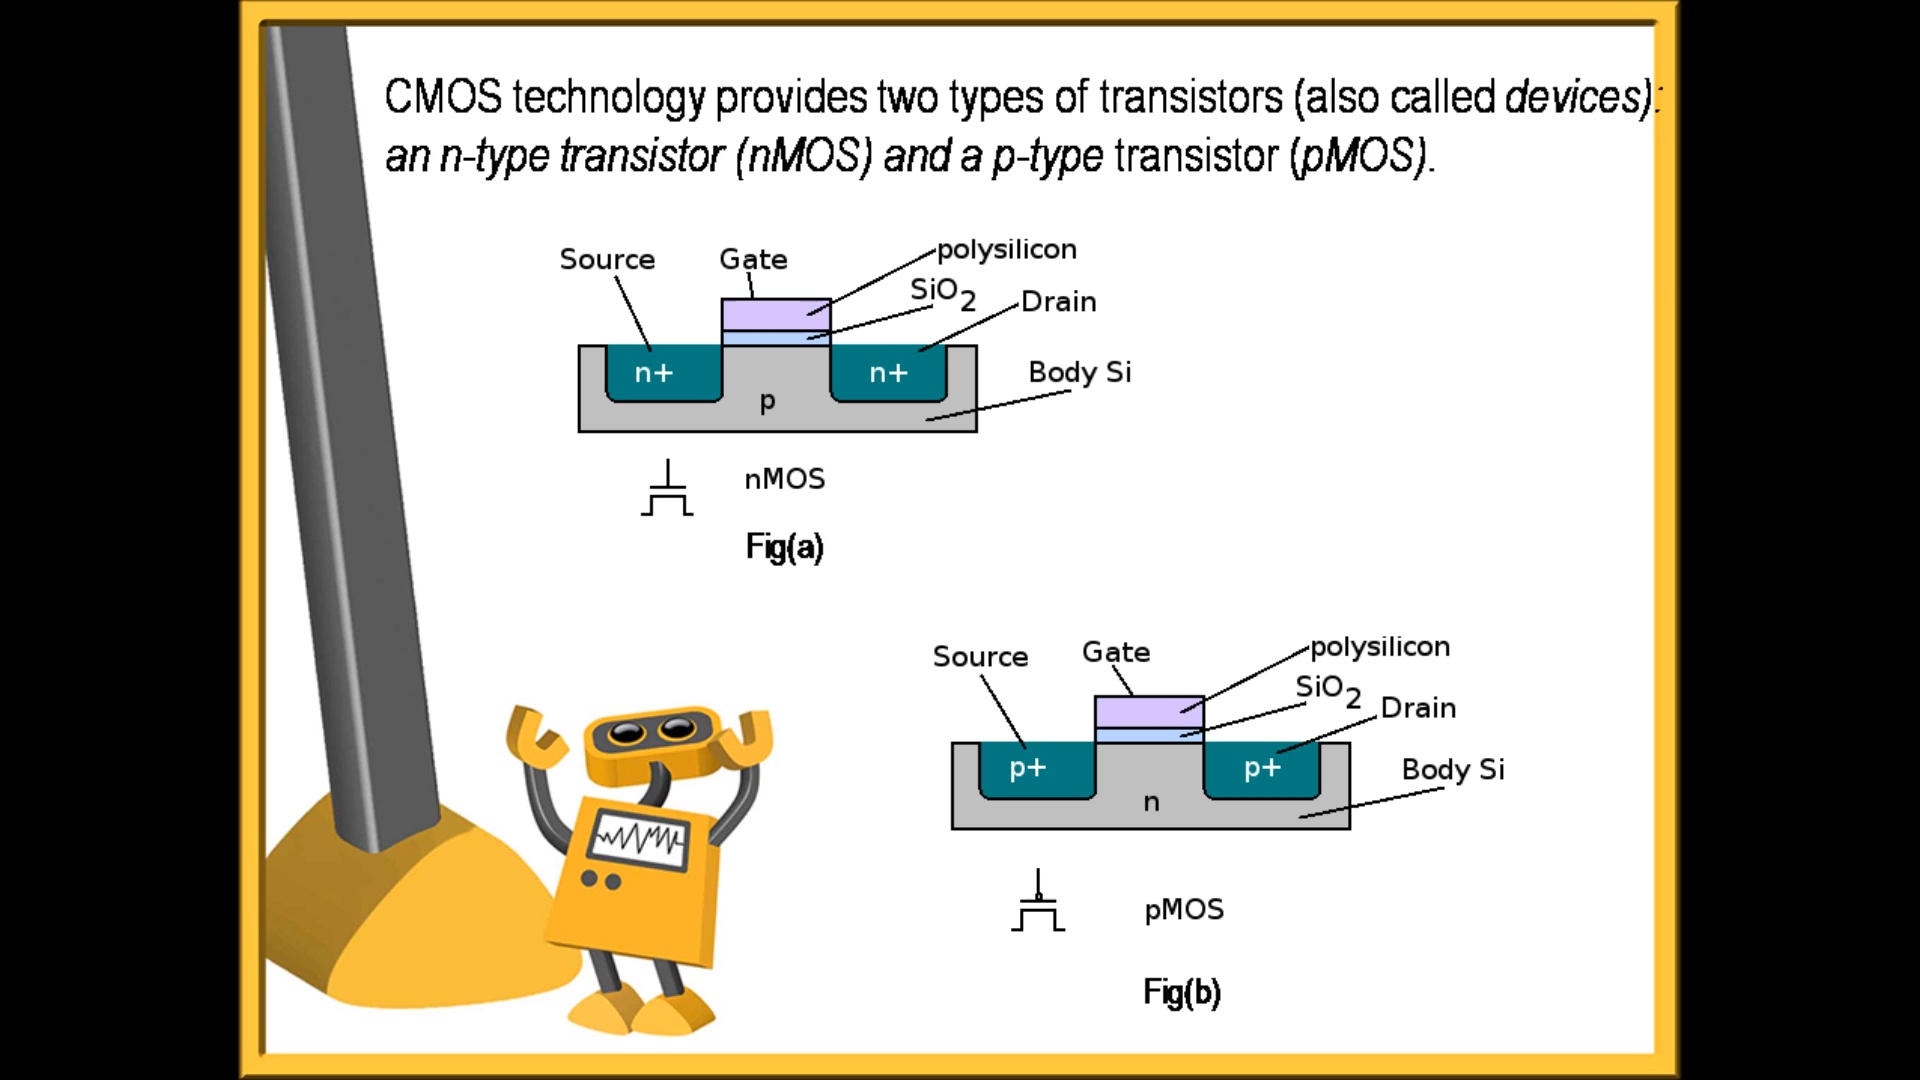 CMOS technology provides two types of transistors (also called devices):
an n-type transistor (nMOS) and a p-type transistor (pMOS).
Source Gate polysilicon
SiO2 Drain
n+ n+ Body Si
p
nMOS
Fig(a)
Source Gate polysilicon
SiO2 Drain
p+ p+ Body Si
n
pMOS
Fig(b)